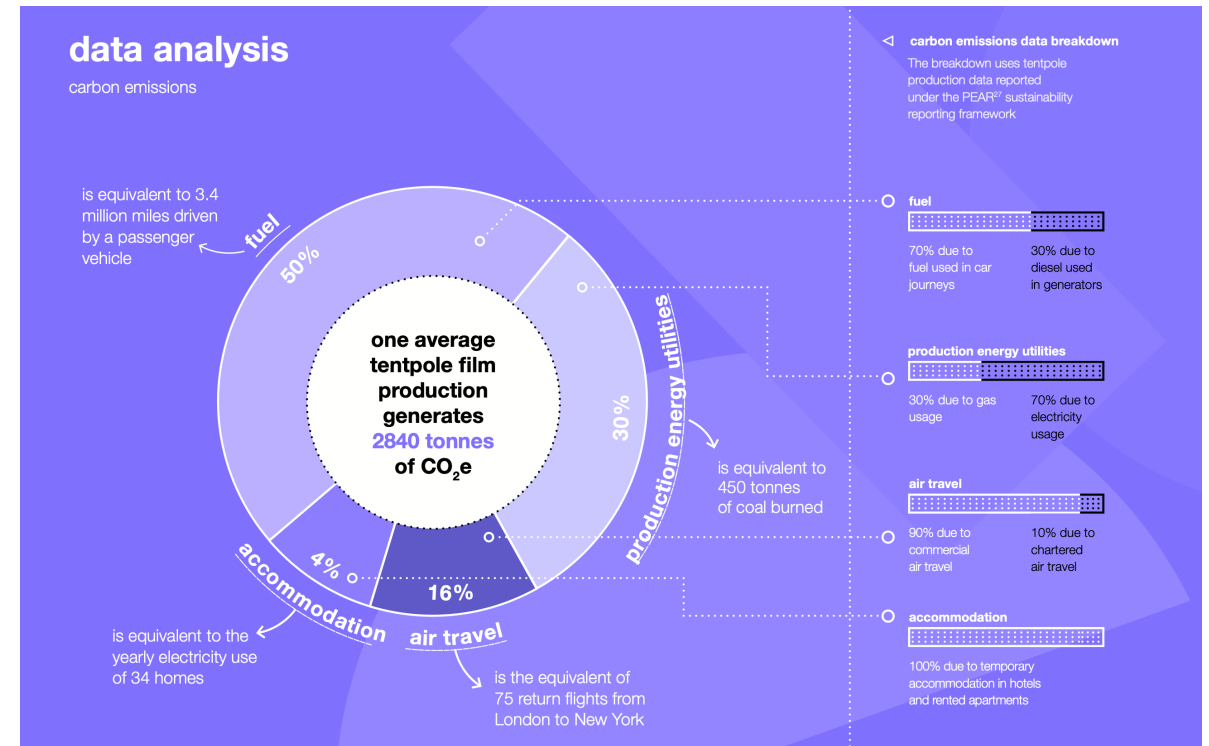 data analysis
carbon emissions
is equivalent to 3.4
million miles driven
by a passenger
vehicle
fuel
50%
one average
tentpole film
production
generates
2840 tonnes
of CO₂e
30%
production energy utilities
is equivalent to
450 tonnes
of coal burned
4%
accommodation
is equivalent to the
yearly electricity use
of 34 homes
16%
air travel
is the equivalent of
75 return flights from
London to New York
carbon emissions data breakdown
The breakdown uses tentpole
production data reported
under the PEAR²⁷ sustainability
reporting framework
fuel
70% due to
fuel used in car
journeys
30% due to
diesel used
in generators
production energy utilities
30% due to gas
usage
70% due to
electricity
usage
air travel
90% due to
commercial
air travel
10% due to
chartered
air travel
accommodation
100% due to temporary
accommodation in hotels
and rented apartments